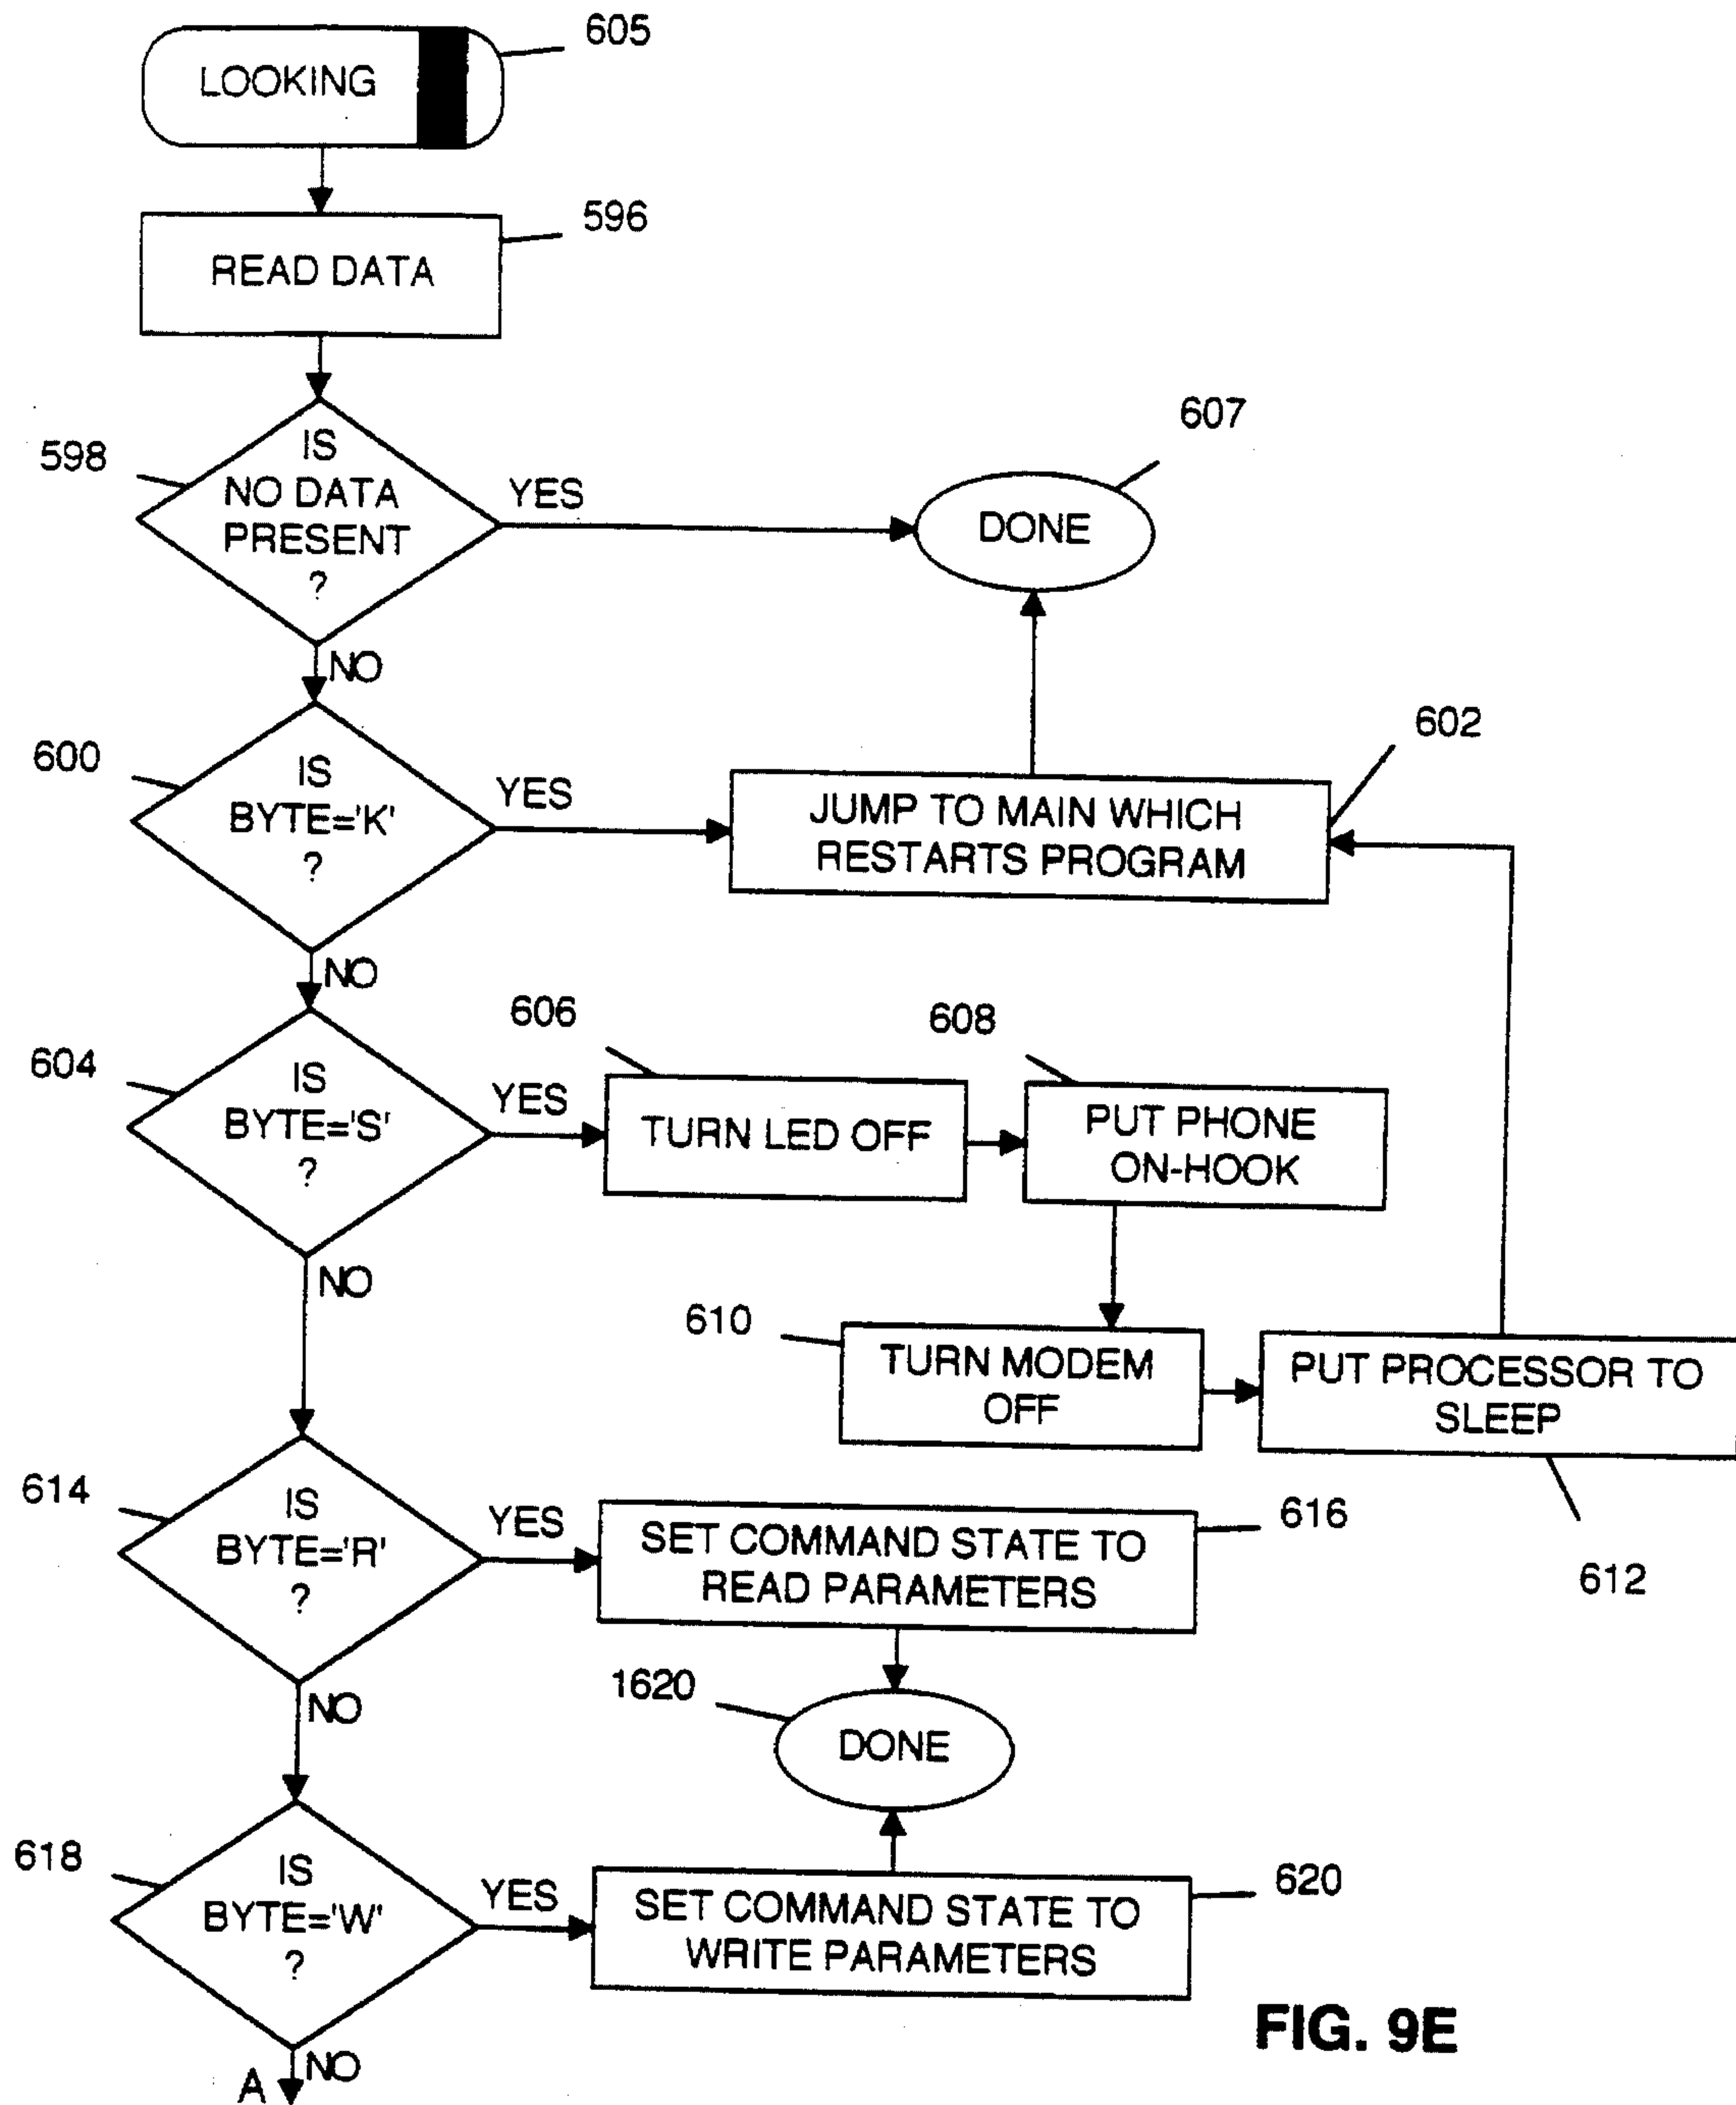 605
LOOKING
596
READ DATA
607
598
IS
NO DATA
PRESENT
?
YES
DONE
NO
602
600
IS
BYTE='K'
?
YES
JUMP TO MAIN WHICH
RESTARTS PROGRAM
NO
606
608
604
IS
BYTE='S'
?
YES
TURN LED OFF
PUT PHONE
ON-HOOK
NO
610
TURN MODEM
OFF
PUT PROCESSOR TO
SLEEP
612
614
IS
BYTE='R'
?
YES
SET COMMAND STATE TO
READ PARAMETERS
616
NO
1620
DONE
618
IS
BYTE='W'
?
YES
SET COMMAND STATE TO
WRITE PARAMETERS
620
NO
A
FIG. 9E